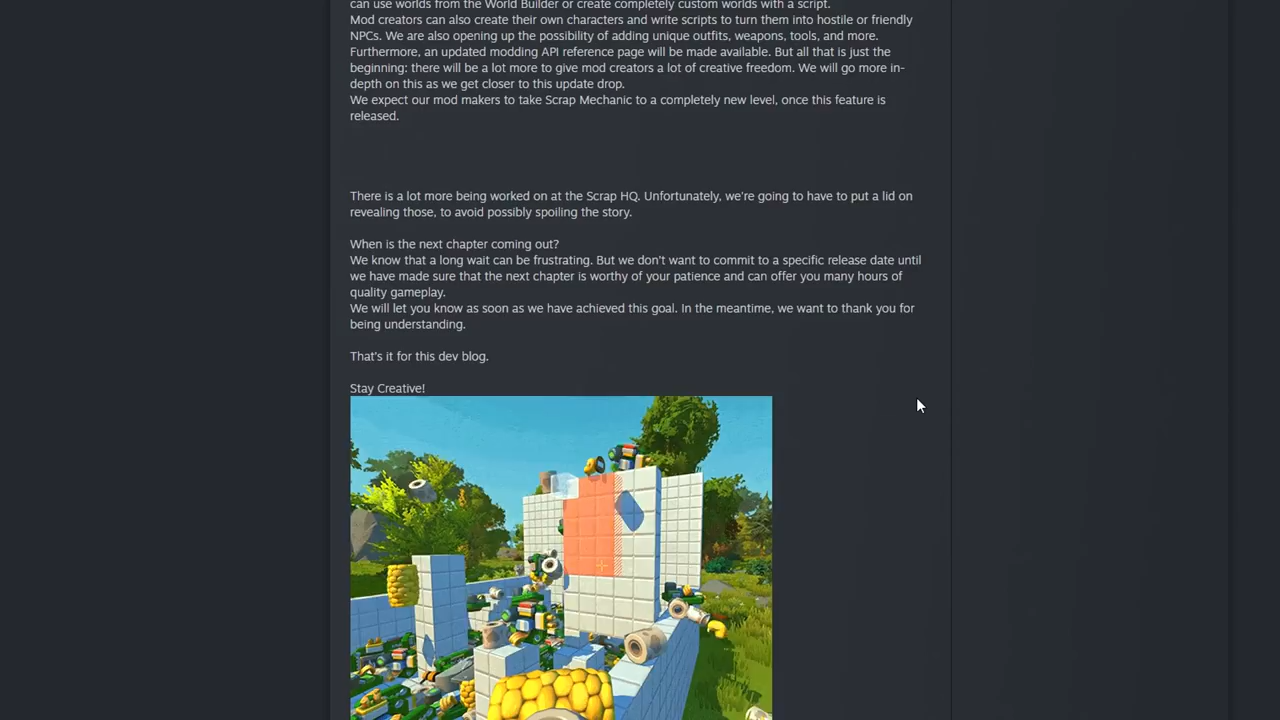 can use worlds from the World Builder or create completely custom worlds with a script.
Mod creators can also create their own characters and write scripts to turn them into hostile or friendly
NPCs. We are also opening up the possibility of adding unique outfits, weapons, tools, and more.
Furthermore, an updated modding API reference page will be made available. But all that is just the
beginning: there will be a lot more to give mod creators a lot of creative freedom. We will go more in-
depth on this as we get closer to this update drop.
We expect our mod makers to take Scrap Mechanic to a completely new level, once this feature is
released.
There is a lot more being worked on at the Scrap HQ. Unfortunately, we're going to have to put a lid on
revealing those, to avoid possibly spoiling the story.
When is the next chapter coming out?
We know that a long wait can be frustrating. But we don't want to commit to a specific release date until
we have made sure that the next chapter is worthy of your patience and can offer you many hours of
quality gameplay.
We will let you know as soon as we have achieved this goal. In the meantime, we want to thank you for
being understanding.
That's it for this dev blog.
Stay Creative!